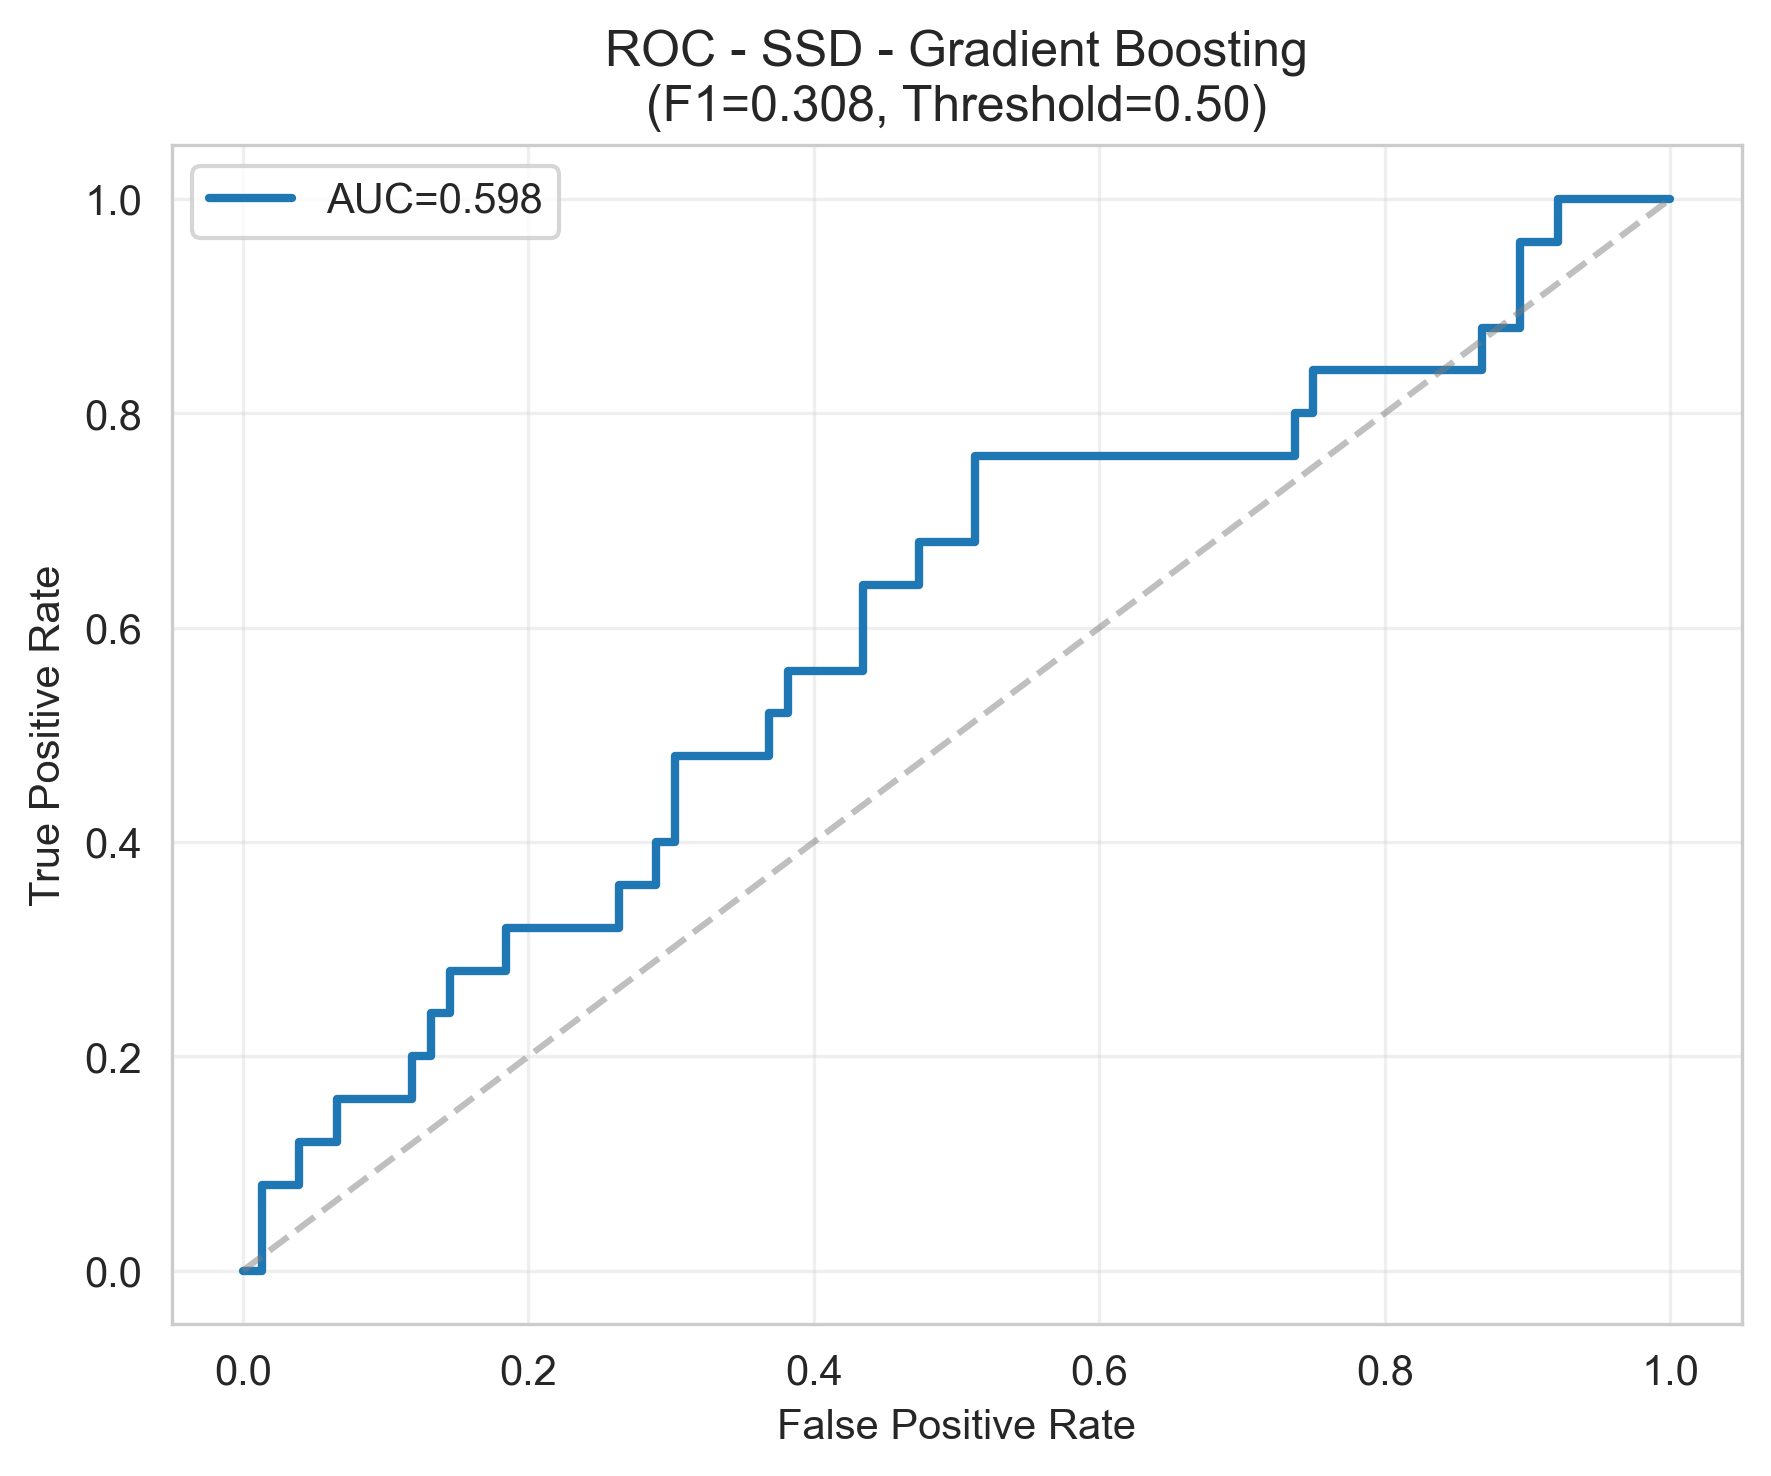 ROC - SSD - Gradient Boosting
(F1=0.308, Threshold=0.50)
AUC=0.598
1.0
0.8
0.6
0.4
0.2
0.0
True Positive Rate
0.0 0.2 0.4 0.6 0.8 1.0
False Positive Rate